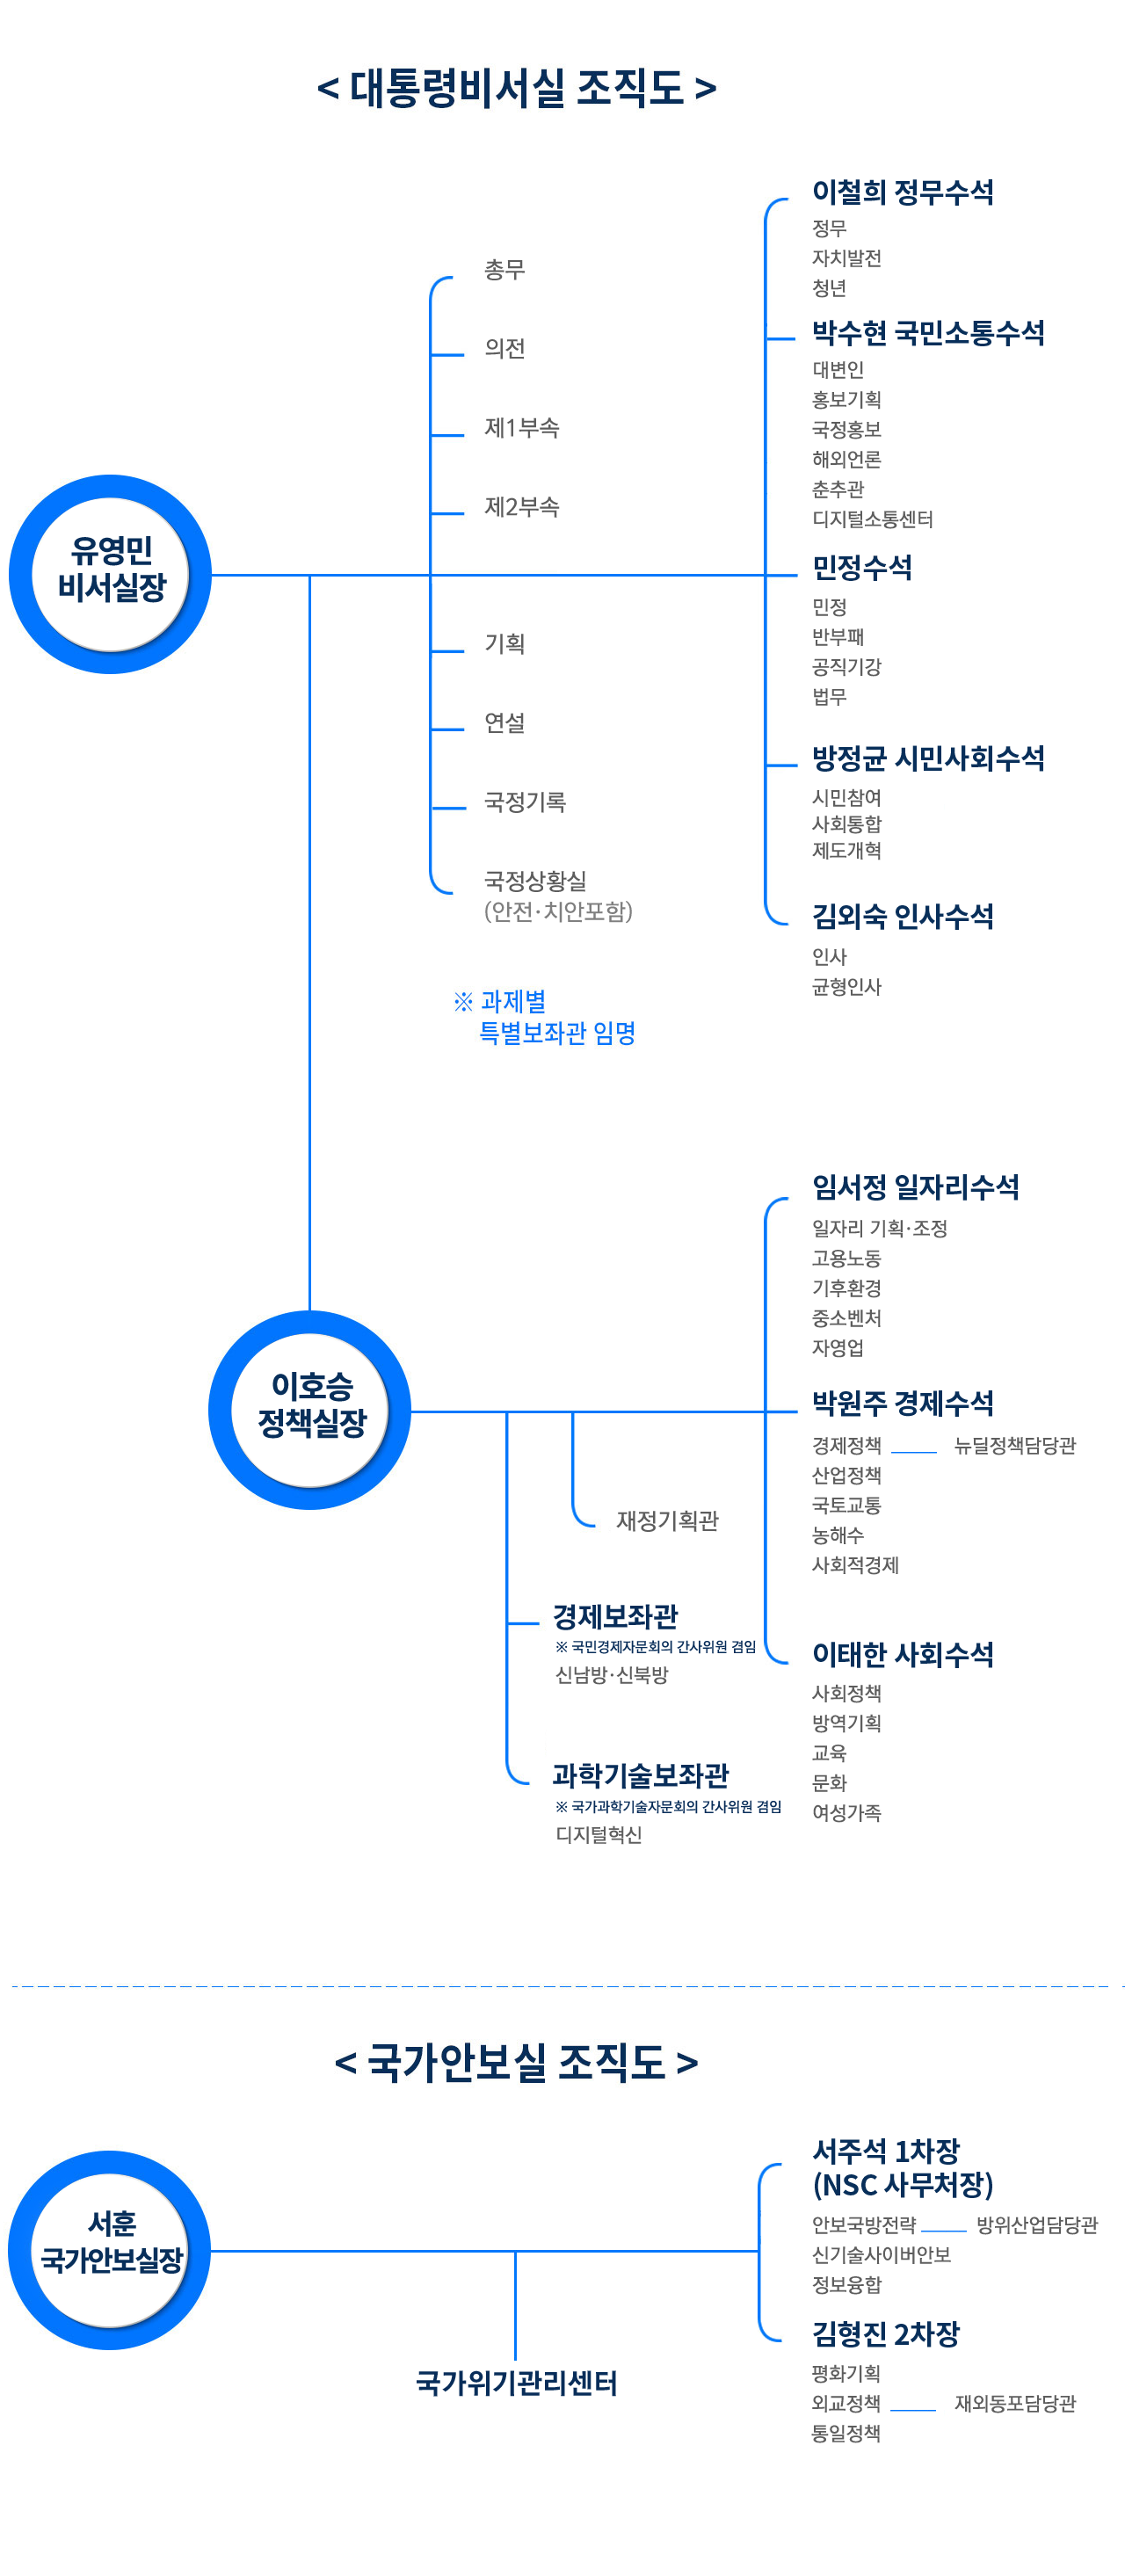 < 대통령비서실 조직도 >
유영민
비서실장
총무
의전
제1부속
제2부속
기획
연설
국정기록
국정상황실
(안전·치안포함)
※ 과제별
특별보좌관 임명
이철희 정무수석
정무
자치발전
청년
박수현 국민소통수석
대변인
홍보기획
국정홍보
해외언론
춘추관
디지털소통센터
민정수석
민정
반부패
공직기강
법무
방정균 시민사회수석
시민참여
사회통합
제도개혁
김외숙 인사수석
인사
균형인사
이호승
정책실장
재정기획관
경제보좌관
※ 국민경제자문회의 간사위원 겸임
신남방·신북방
과학기술보좌관
※ 국가과학기술자문회의 간사위원 겸임
디지털혁신
임서정 일자리수석
일자리 기획·조정
고용노동
기후환경
중소벤처
자영업
박원주 경제수석
경제정책 뉴딜정책담당관
산업정책
국토교통
농해수
사회적경제
이태한 사회수석
사회정책
방역기획
교육
문화
여성가족
< 국가안보실 조직도 >
서훈
국가안보실장
국가위기관리센터
서주석 1차장
(NSC 사무처장)
안보국방전략 방위산업담당관
신기술사이버안보
정보융합
김형진 2차장
평화기획
외교정책 재외동포담당관
통일정책